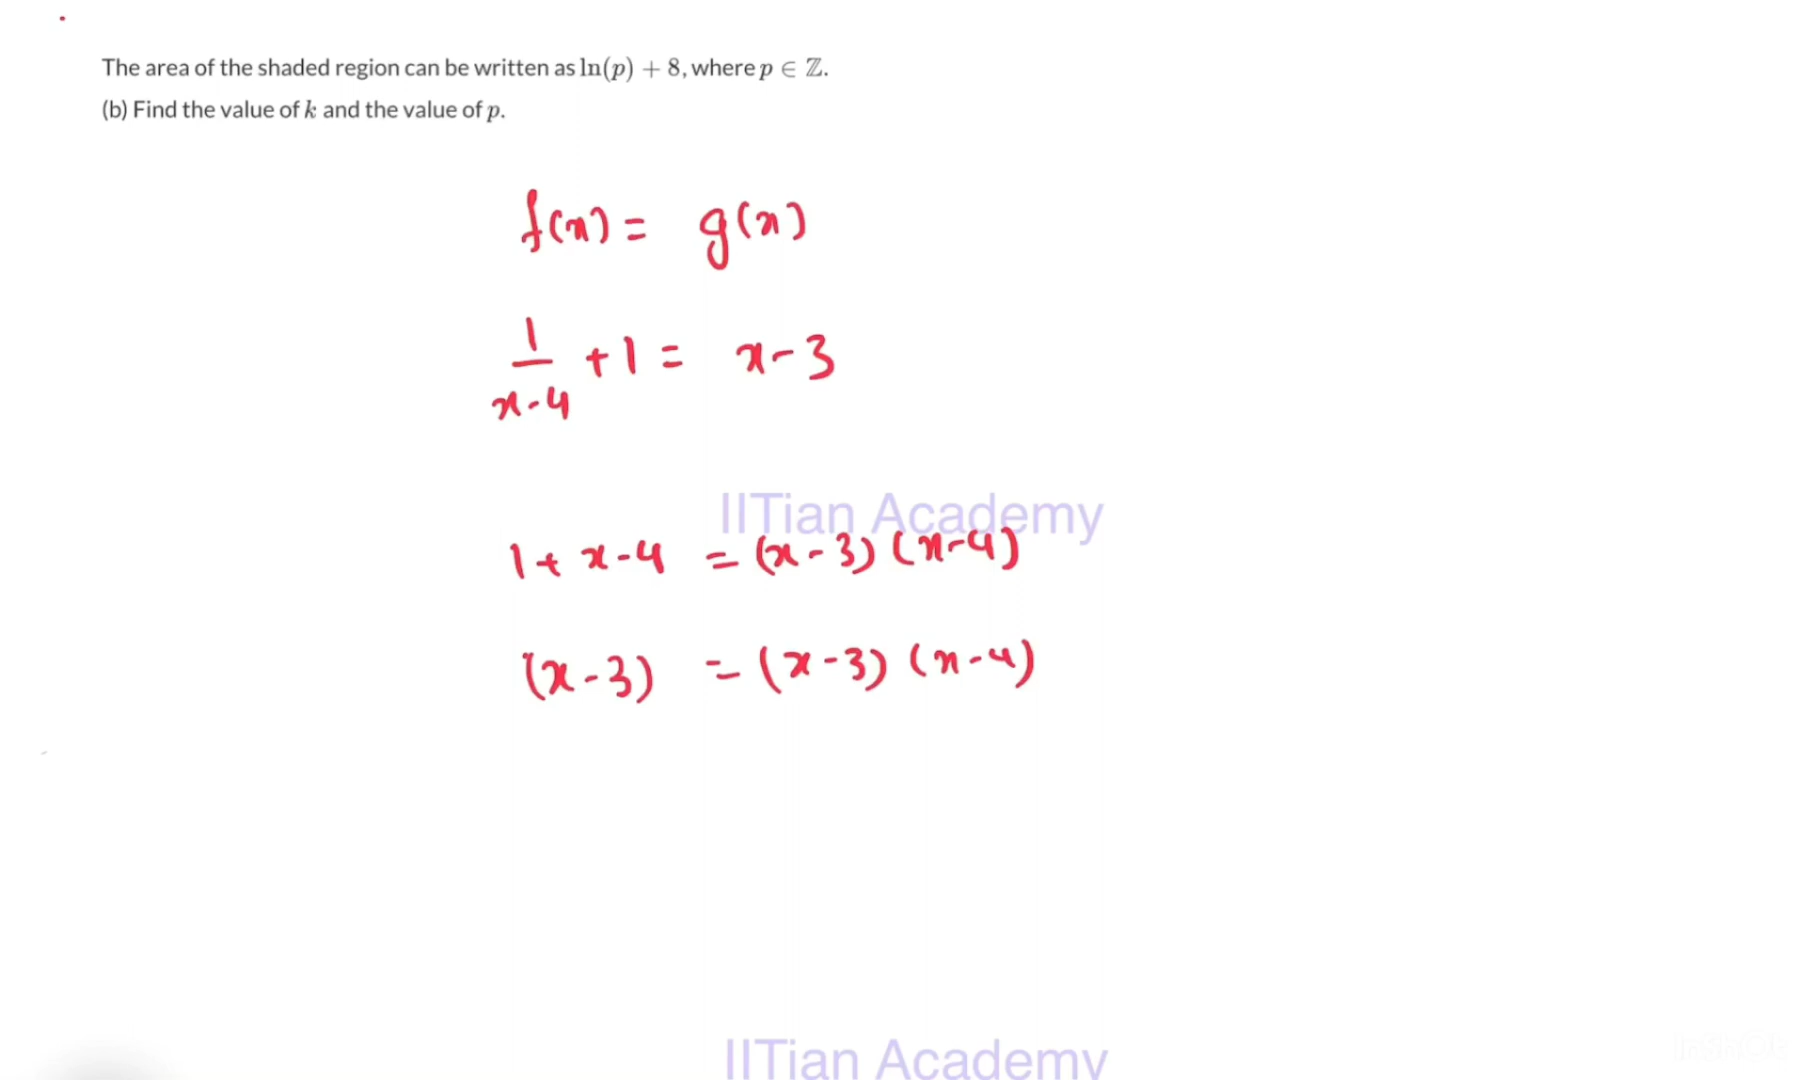 The area of the shaded region can be written as ln(p) + 8, where p ∈ ℤ.
(b) Find the value of k and the value of p.
f(x) = g(x)
1/(x-4) + 1 = x-3
IITian Academy
1 + x-4 = (x-3)(x-4)
(x-3) = (x-3)(x-4)
IITian Academy